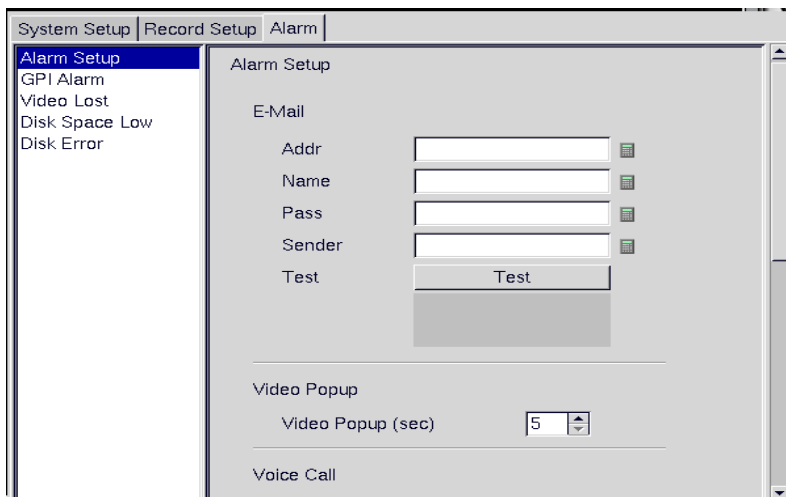 System Setup Record Setup Alarm
Alarm Setup
GPI Alarm
Video Lost
Disk Space Low
Disk Error
Alarm Setup
E-Mail
Addr
Name
Pass
Sender
Test Test
Video Popup
Video Popup (sec) 5
Voice Call